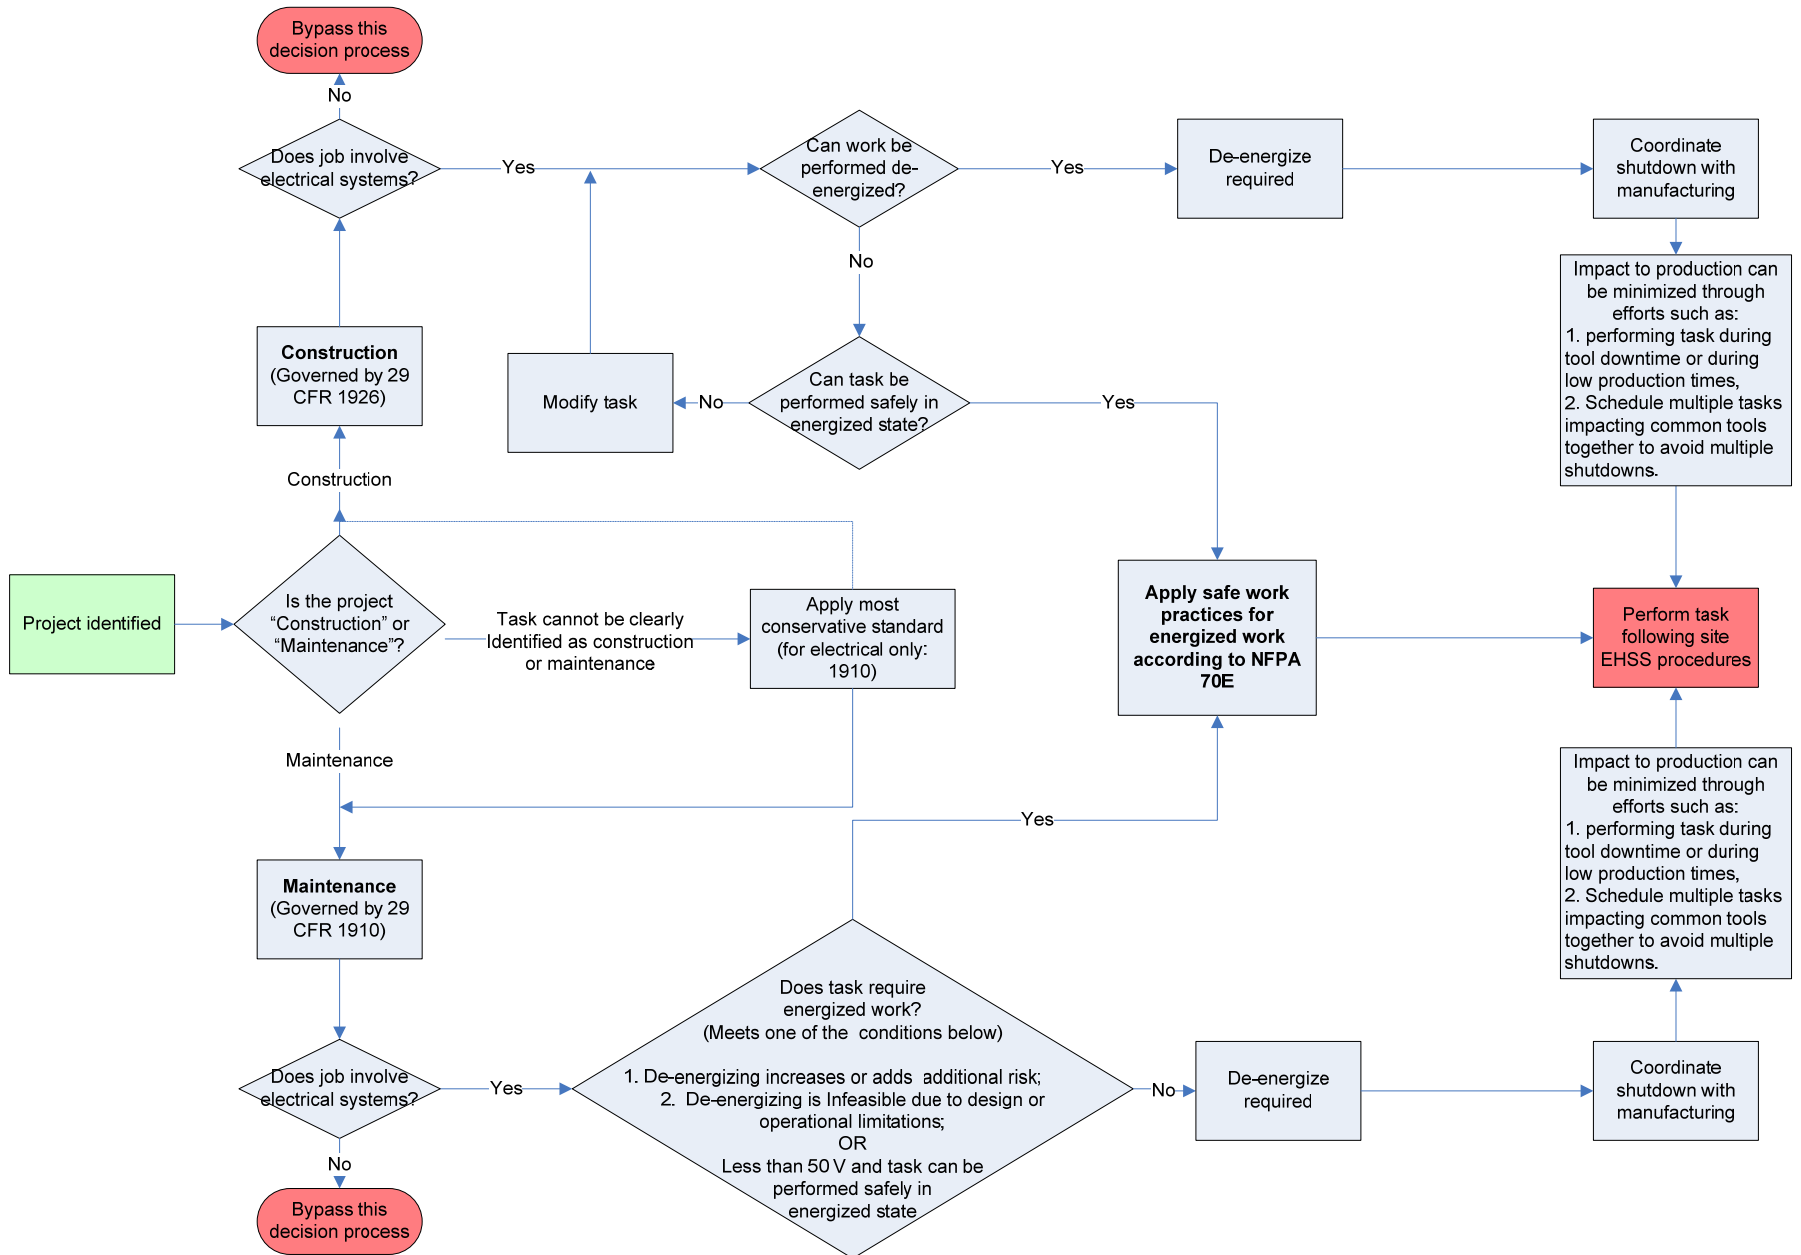 Bypass this
decision process
No
Does job involve
electrical systems?
Yes
Can work be
performed de-
energized?
Yes
De-energize
required
Coordinate
shutdown with
manufacturing
No
Impact to production can
be minimized through
efforts such as:
1. performing task during
tool downtime or during
low production times,
2. Schedule multiple tasks
impacting common tools
together to avoid multiple
shutdowns.
Construction
(Governed by 29
CFR 1926)
Modify task
No
Can task be
performed safely in
energized state?
Yes
Construction
Project identified
Is the project
“Construction” or
“Maintenance”?
Task cannot be clearly
Identified as construction
or maintenance
Apply most
conservative standard
(for electrical only:
1910)
Apply safe work
practices for
energized work
according to NFPA
70E
Perform task
following site
EHSS procedures
Maintenance
Yes
Impact to production can
be minimized through
efforts such as:
1. performing task during
tool downtime or during
low production times,
2. Schedule multiple tasks
impacting common tools
together to avoid multiple
shutdowns.
Maintenance
(Governed by 29
CFR 1910)
Does job involve
electrical systems?
Yes
Does task require
energized work?
(Meets one of the conditions below)
1. De-energizing increases or adds additional risk;
2. De-energizing is Infeasible due to design or
operational limitations;
OR
Less than 50 V and task can be
performed safely in
energized state
No
De-energize
required
Coordinate
shutdown with
manufacturing
No
Bypass this
decision process